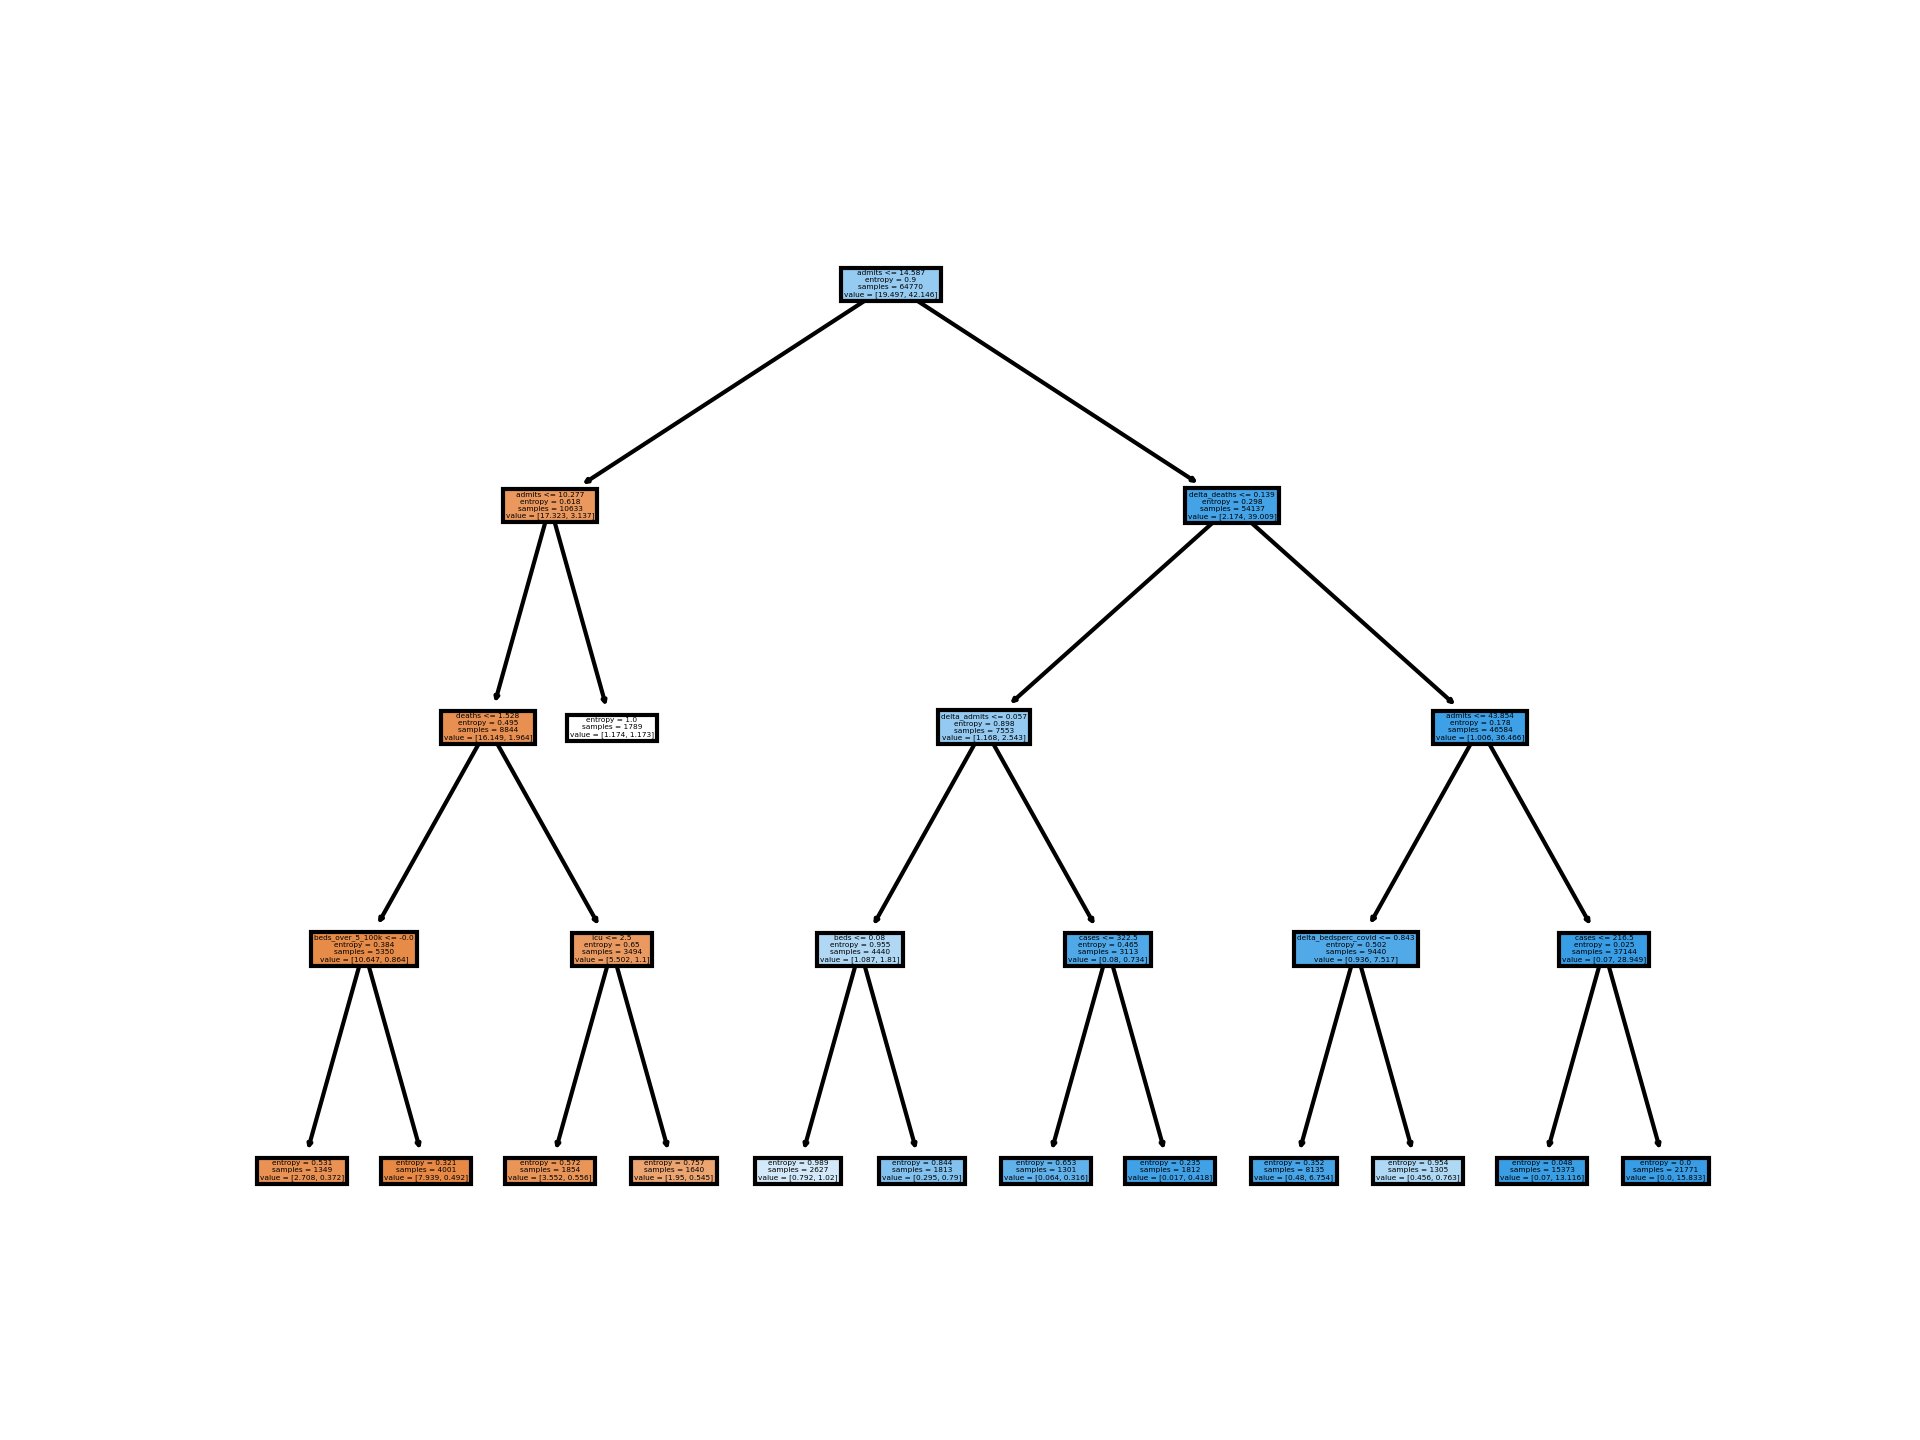 admits <= 14.587
entropy = 0.9
samples = 64770
value = [19.497, 42.146]
admits <= 10.277
entropy = 0.618
samples = 10633
value = [17.323, 3.137]
delta_deaths <= 0.139
entropy = 0.298
samples = 54137
value = [2.174, 39.009]
deaths <= 1.528
entropy = 0.495
samples = 8844
value = [16.149, 1.964]
entropy = 1.0
samples = 1789
value = [1.174, 1.173]
delta_admits <= 0.057
entropy = 0.898
samples = 7553
value = [1.168, 2.543]
admits <= 43.854
entropy = 0.178
samples = 46584
value = [1.006, 36.466]
beds_over_5_100k <= -0.0
entropy = 0.384
samples = 5350
value = [10.647, 0.864]
icu <= 2.5
entropy = 0.65
samples = 3494
value = [5.502, 1.1]
beds <= 0.08
entropy = 0.955
samples = 4440
value = [1.087, 1.81]
cases <= 322.5
entropy = 0.465
samples = 3113
value = [0.08, 0.734]
delta_bedsperc_covid <= 0.843
entropy = 0.502
samples = 9440
value = [0.936, 7.517]
cases <= 216.5
entropy = 0.025
samples = 37144
value = [0.07, 28.949]
entropy = 0.531
samples = 1349
value = [2.708, 0.372]
entropy = 0.321
samples = 4001
value = [7.939, 0.492]
entropy = 0.572
samples = 1854
value = [3.552, 0.556]
entropy = 0.757
samples = 1640
value = [1.95, 0.545]
entropy = 0.989
samples = 2627
value = [0.792, 1.02]
entropy = 0.844
samples = 1813
value = [0.295, 0.79]
entropy = 0.653
samples = 1301
value = [0.064, 0.316]
entropy = 0.235
samples = 1812
value = [0.017, 0.418]
entropy = 0.352
samples = 8135
value = [0.48, 6.754]
entropy = 0.954
samples = 1305
value = [0.456, 0.763]
entropy = 0.048
samples = 15373
value = [0.07, 13.116]
entropy = 0.0
samples = 21771
value = [0.0, 15.833]